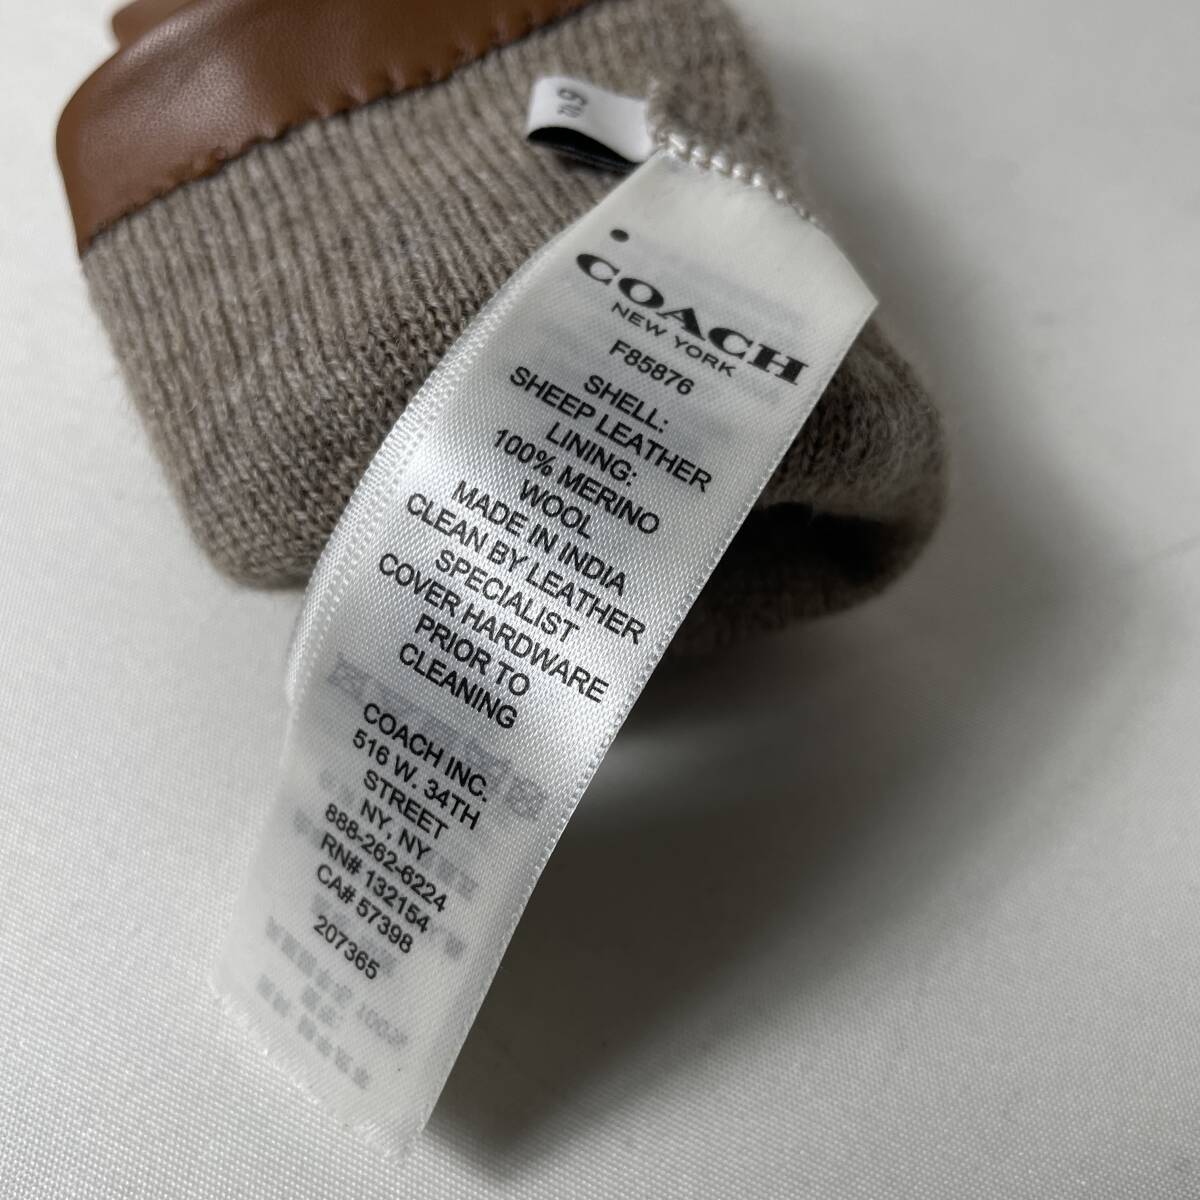 COACH
NEW YORK
F85876
SHELL:
SHEEP LEATHER
LINING:
100% MERINO
WOOL
MADE IN INDIA
CLEAN BY LEATHER
SPECIALIST
COVER HARDWARE
PRIOR TO
CLEANING
COACH INC.
516 W. 34TH
STREET
NY, NY
888-262-6224
RN# 132154
CA# 57398
207365